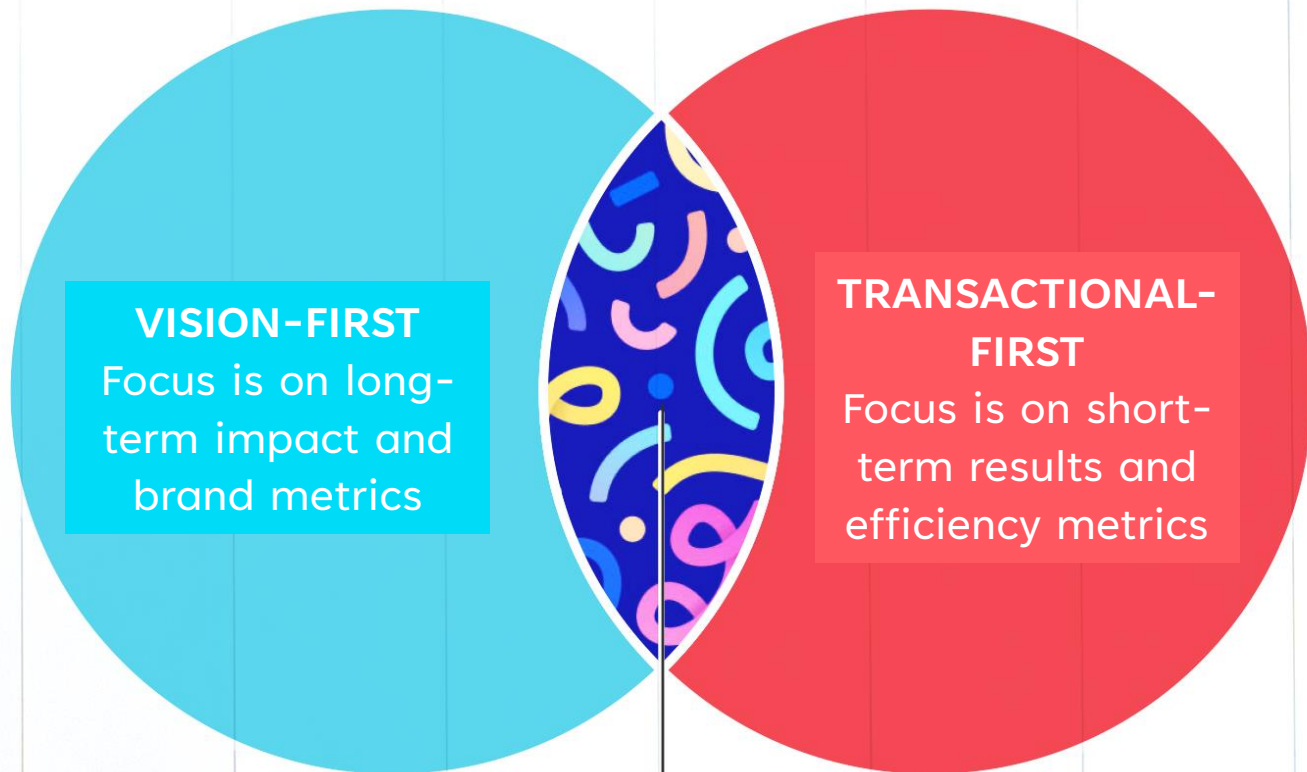 VISION-FIRST
Focus is on long-
term impact and
brand metrics
TRANSACTIONAL-
FIRST
Focus is on short-
term results and
efficiency metrics